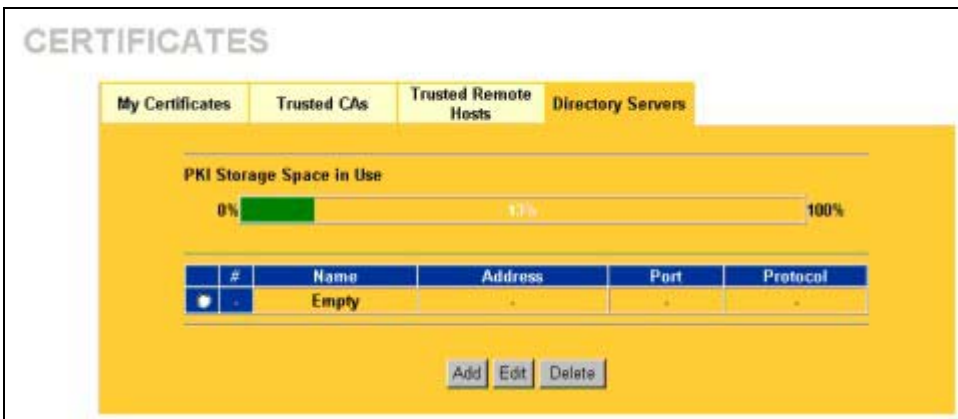 CERTIFICATES
My Certificates Trusted CAs Trusted Remote Hosts Directory Servers
PKI Storage Space in Use
0% 13% 100%
# Name Address Port Protocol
- Empty - - -
Add Edit Delete